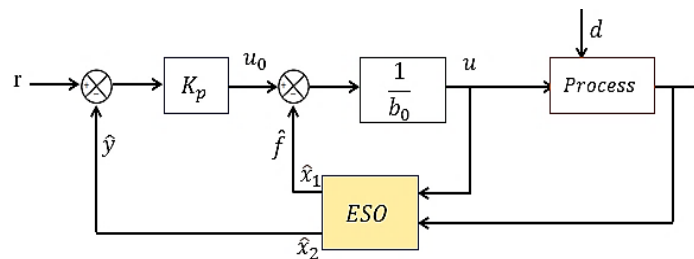 d
r
+
-
K_p
u_0
+
-
1
b_0
u
Process
ŷ
f̂
x̂_1
ESO
x̂_2